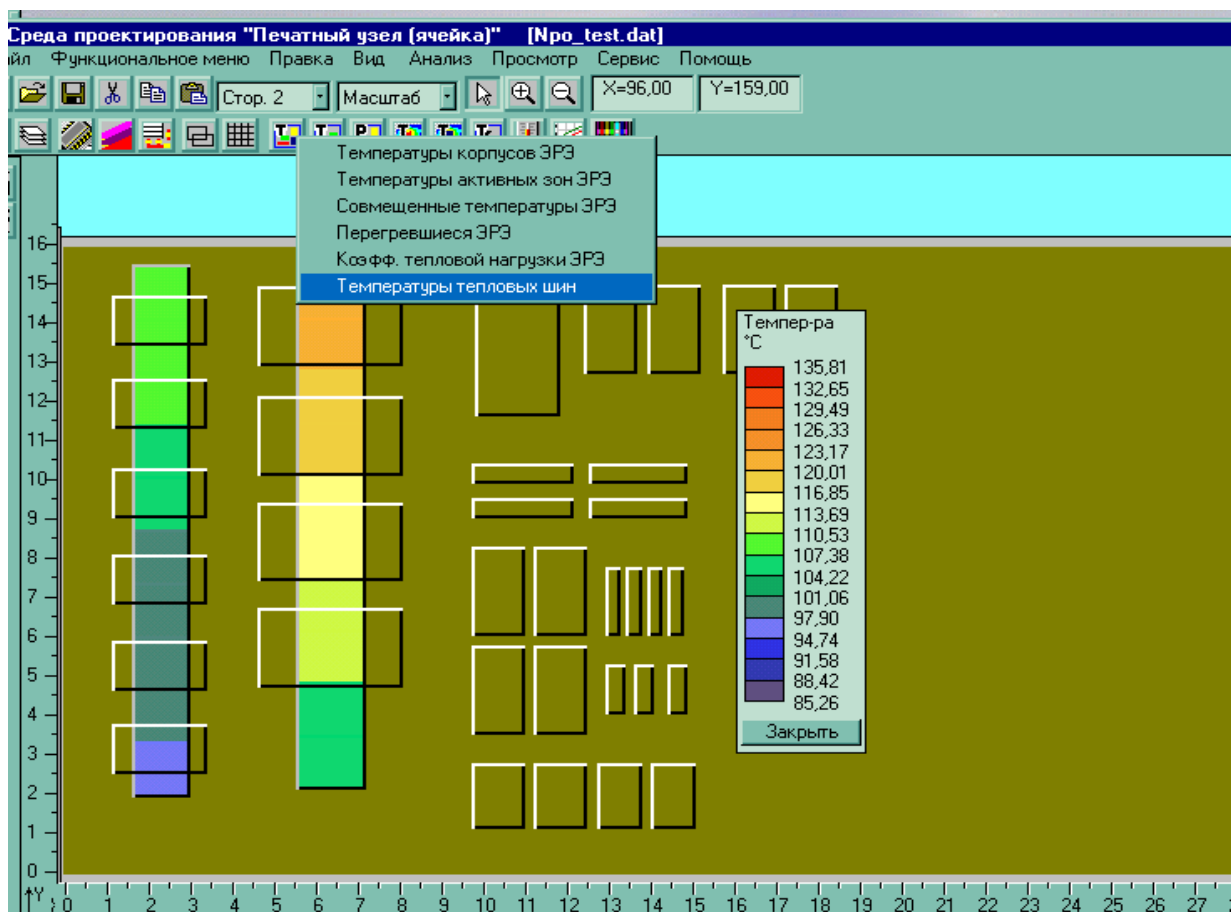 Среда проектирования "Печатный узел (ячейка)" [Npo_test.dat]
йл Функциональное меню Правка Вид Анализ Просмотр Сервис Помощь
Стор. 2 Масштаб X=96,00 Y=159,00
Температуры корпусов ЭРЭ
Температуры активных зон ЭРЭ
Совмещенные температуры ЭРЭ
Перегревшиеся ЭРЭ
Коэфф. тепловой нагрузки ЭРЭ
Температуры тепловых шин
Темпер-ра
°C
135,81
132,65
129,49
126,33
123,17
120,01
116,85
113,69
110,53
107,38
104,22
101,06
97,90
94,74
91,58
88,42
85,26
Закрыть
16
15
14
13
12
11
10
9
8
7
6
5
4
3
2
1
0
Y 0 1 2 3 4 5 6 7 8 9 10 11 12 13 14 15 16 17 18 19 20 21 22 23 24 25 26 27